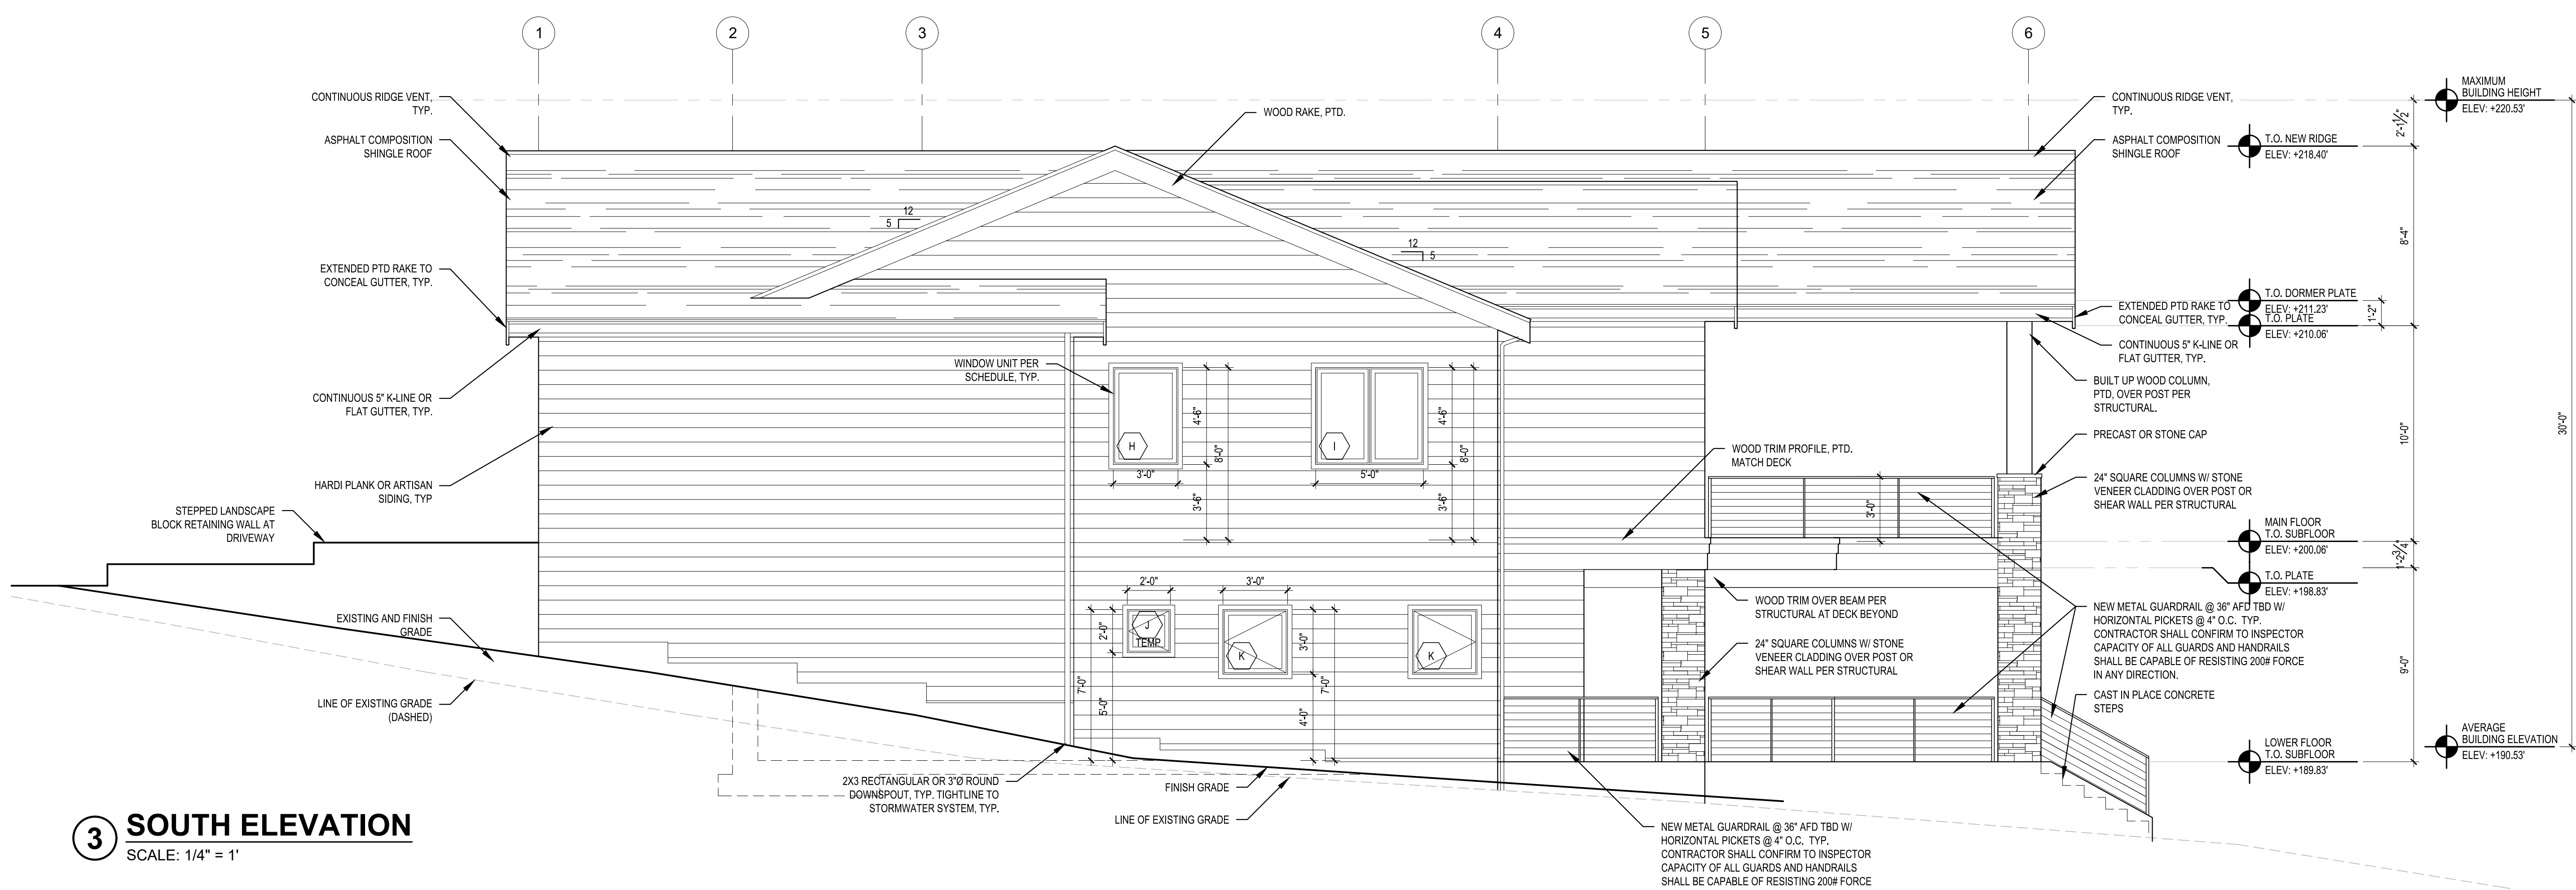 1
2
3
4
5
6
CONTINUOUS RIDGE VENT,
TYP.
ASPHALT COMPOSITION
SHINGLE ROOF
EXTENDED PTD RAKE TO
CONCEAL GUTTER, TYP.
CONTINUOUS 5" K-LINE OR
FLAT GUTTER, TYP.
HARDI PLANK OR ARTISAN
SIDING, TYP
STEPPED LANDSCAPE
BLOCK RETAINING WALL AT
DRIVEWAY
EXISTING AND FINISH
GRADE
LINE OF EXISTING GRADE
(DASHED)
WOOD RAKE, PTD.
12
5
12
5
WINDOW UNIT PER
SCHEDULE, TYP.
H
3'-0"
4'-6"
8'-0"
3'-6"
I
5'-0"
4'-6"
8'-0"
3'-6"
2'-0"
J
TEMP
2'-0"
7'-0"
5'-0"
3'-0"
K
3'-0"
7'-0"
4'-0"
K
2X3 RECTANGULAR OR 3"Ø ROUND
DOWNSPOUT, TYP. TIGHTLINE TO
STORMWATER SYSTEM, TYP.
FINISH GRADE
LINE OF EXISTING GRADE
WOOD TRIM PROFILE, PTD.
MATCH DECK
3'-0"
WOOD TRIM OVER BEAM PER
STRUCTURAL AT DECK BEYOND
24" SQUARE COLUMNS W/ STONE
VENEER CLADDING OVER POST OR
SHEAR WALL PER STRUCTURAL
NEW METAL GUARDRAIL @ 36" AFD TBD W/
HORIZONTAL PICKETS @ 4" O.C. TYP.
CONTRACTOR SHALL CONFIRM TO INSPECTOR
CAPACITY OF ALL GUARDS AND HANDRAILS
SHALL BE CAPABLE OF RESISTING 200# FORCE
CONTINUOUS RIDGE VENT,
TYP.
ASPHALT COMPOSITION
SHINGLE ROOF
EXTENDED PTD RAKE TO
CONCEAL GUTTER, TYP.
CONTINUOUS 5" K-LINE OR
FLAT GUTTER, TYP.
BUILT UP WOOD COLUMN,
PTD, OVER POST PER
STRUCTURAL.
PRECAST OR STONE CAP
24" SQUARE COLUMNS W/ STONE
VENEER CLADDING OVER POST OR
SHEAR WALL PER STRUCTURAL
NEW METAL GUARDRAIL @ 36" AFD TBD W/
HORIZONTAL PICKETS @ 4" O.C. TYP.
CONTRACTOR SHALL CONFIRM TO INSPECTOR
CAPACITY OF ALL GUARDS AND HANDRAILS
SHALL BE CAPABLE OF RESISTING 200# FORCE
IN ANY DIRECTION.
CAST IN PLACE CONCRETE
STEPS
T.O. NEW RIDGE
ELEV: +218.40'
T.O. DORMER PLATE
ELEV: +211.23'
T.O. PLATE
ELEV: +210.06'
MAIN FLOOR
T.O. SUBFLOOR
ELEV: +200.06'
T.O. PLATE
ELEV: +198.83'
LOWER FLOOR
T.O. SUBFLOOR
ELEV: +189.83'
2'-1 1/2"
8'-4"
1'-2"
10'-0"
1'-2 3/4"
9'-0"
MAXIMUM
BUILDING HEIGHT
ELEV: +220.53'
30'-0"
AVERAGE
BUILDING ELEVATION
ELEV: +190.53'
3 SOUTH ELEVATION
SCALE: 1/4" = 1'